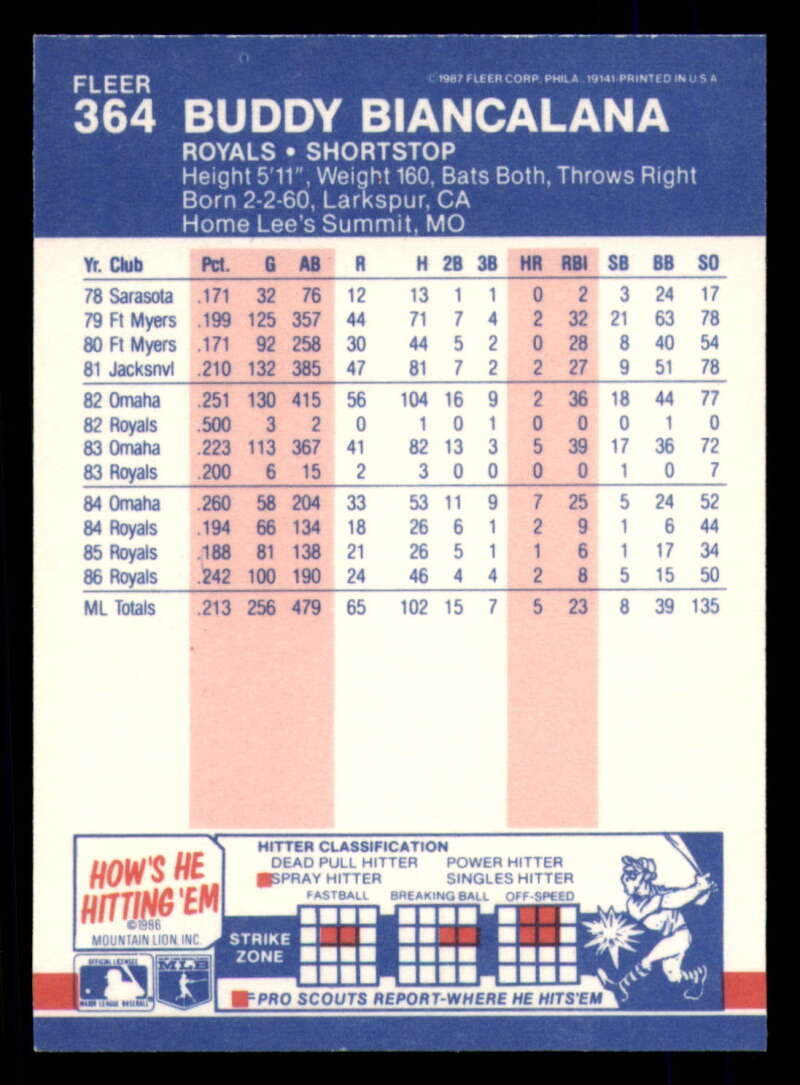 FLEER
©1987 FLEER CORP. PHILA., 19141-PRINTED IN U S A
364 BUDDY BIANCALANA
ROYALS • SHORTSTOP
Height 5'11", Weight 160, Bats Both, Throws Right
Born 2-2-60, Larkspur, CA
Home Lee's Summit, MO
Yr. Club Pct. G AB R H 2B 3B HR RBI SB BB SO
78 Sarasota .171 32 76 12 13 1 1 0 2 3 24 17
79 Ft Myers .199 125 357 44 71 7 4 2 32 21 63 78
80 Ft Myers .171 92 258 30 44 5 2 0 28 8 40 54
81 Jacksnvl .210 132 385 47 81 7 2 2 27 9 51 78
82 Omaha .251 130 415 56 104 16 9 2 36 18 44 77
82 Royals .500 3 2 0 1 0 1 0 0 0 1 0
83 Omaha .223 113 367 41 82 13 3 5 39 17 36 72
83 Royals .200 6 15 2 3 0 0 0 0 1 0 7
84 Omaha .260 58 204 33 53 11 9 7 25 5 24 52
84 Royals .194 66 134 18 26 6 1 2 9 1 6 44
85 Royals .188 81 138 21 26 5 1 1 6 1 17 34
86 Royals .242 100 190 24 46 4 4 2 8 5 15 50
ML Totals .213 256 479 65 102 15 7 5 23 8 39 135
HOW'S HE
HITTING 'EM
©1986
MOUNTAIN LION, INC.
HITTER CLASSIFICATION
DEAD PULL HITTER POWER HITTER
SPRAY HITTER SINGLES HITTER
FASTBALL BREAKING BALL OFF-SPEED
STRIKE
ZONE
=PRO SCOUTS REPORT-WHERE HE HITS'EM
OFFICIAL LICENSEE
MAJOR LEAGUE BASEBALL
MLB